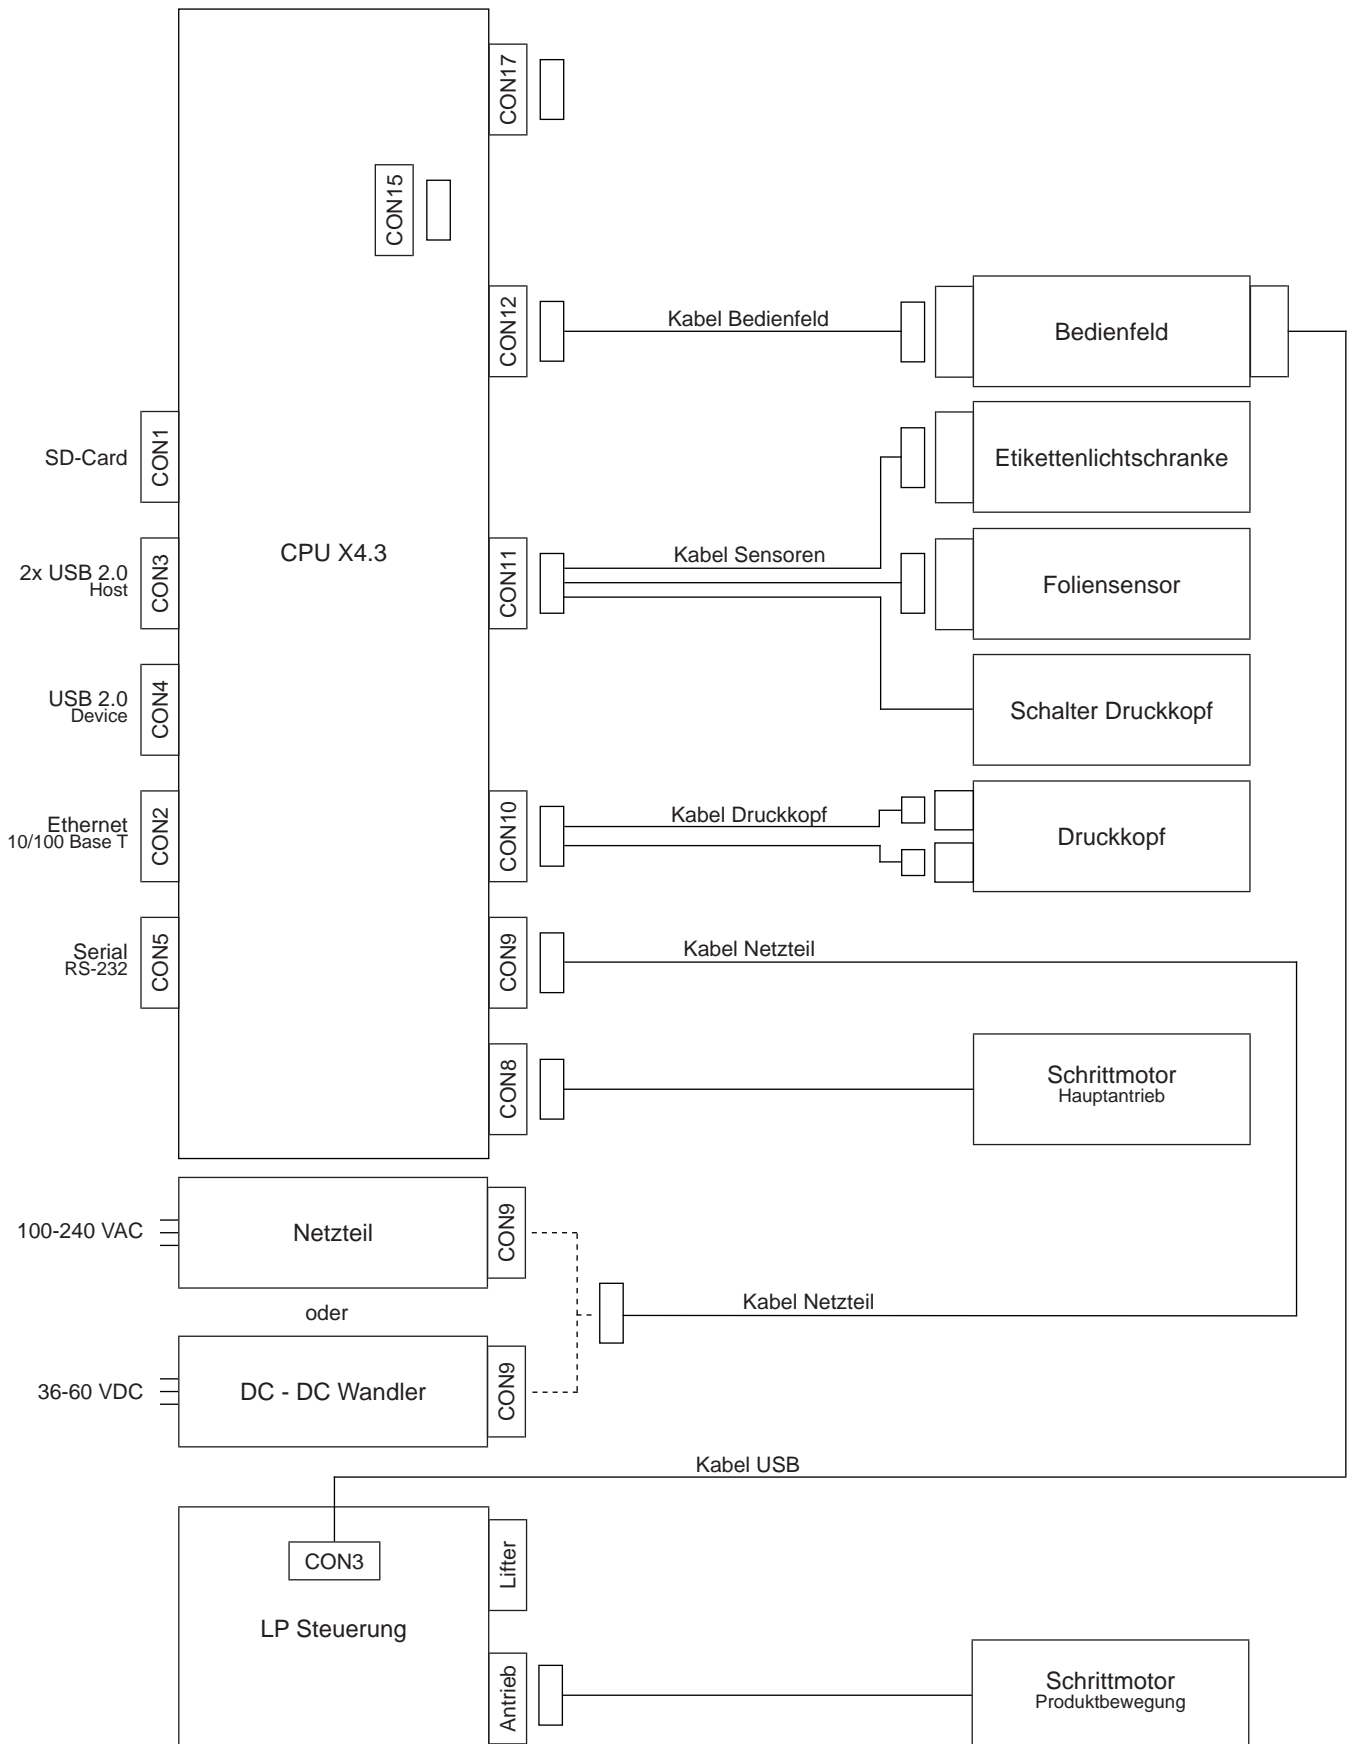 CON17
CON15
CON12
Kabel Bedienfeld
Bedienfeld
SD-Card
CON1
Etikettenlichtschranke
CPU X4.3
2x USB 2.0
Host
CON3
CON11
Kabel Sensoren
Foliensensor
USB 2.0
Device
CON4
Schalter Druckkopf
Ethernet
10/100 Base T
CON2
CON10
Kabel Druckkopf
Druckkopf
Serial
RS-232
CON5
CON9
Kabel Netzteil
CON8
Schrittmotor
Hauptantrieb
100-240 VAC
Netzteil
CON9
oder
Kabel Netzteil
36-60 VDC
DC - DC Wandler
CON9
Kabel USB
CON3
Lifter
LP Steuerung
Antrieb
Schrittmotor
Produktbewegung